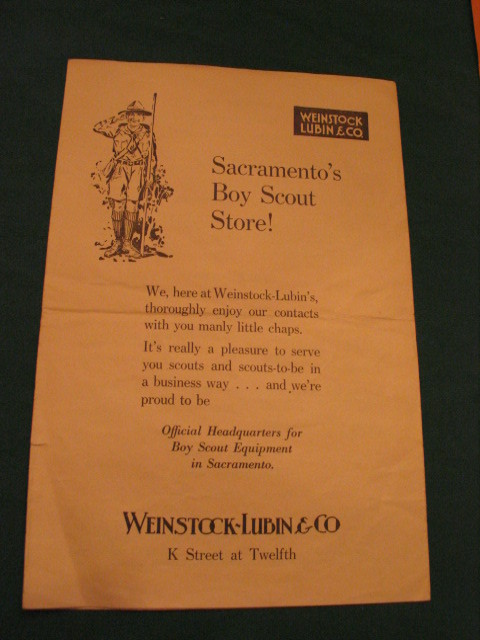 WEINSTOCK
LUBIN & CO.
Sacramento's
Boy Scout
Store!
We, here at Weinstock-Lubin's,
thoroughly enjoy our contacts
with you manly little chaps.
It's really a pleasure to serve
you scouts and scouts-to-be in
a business way . . . and we're
proud to be
Official Headquarters for
Boy Scout Equipment
in Sacramento.
WEINSTOCK-LUBIN & CO
K Street at Twelfth